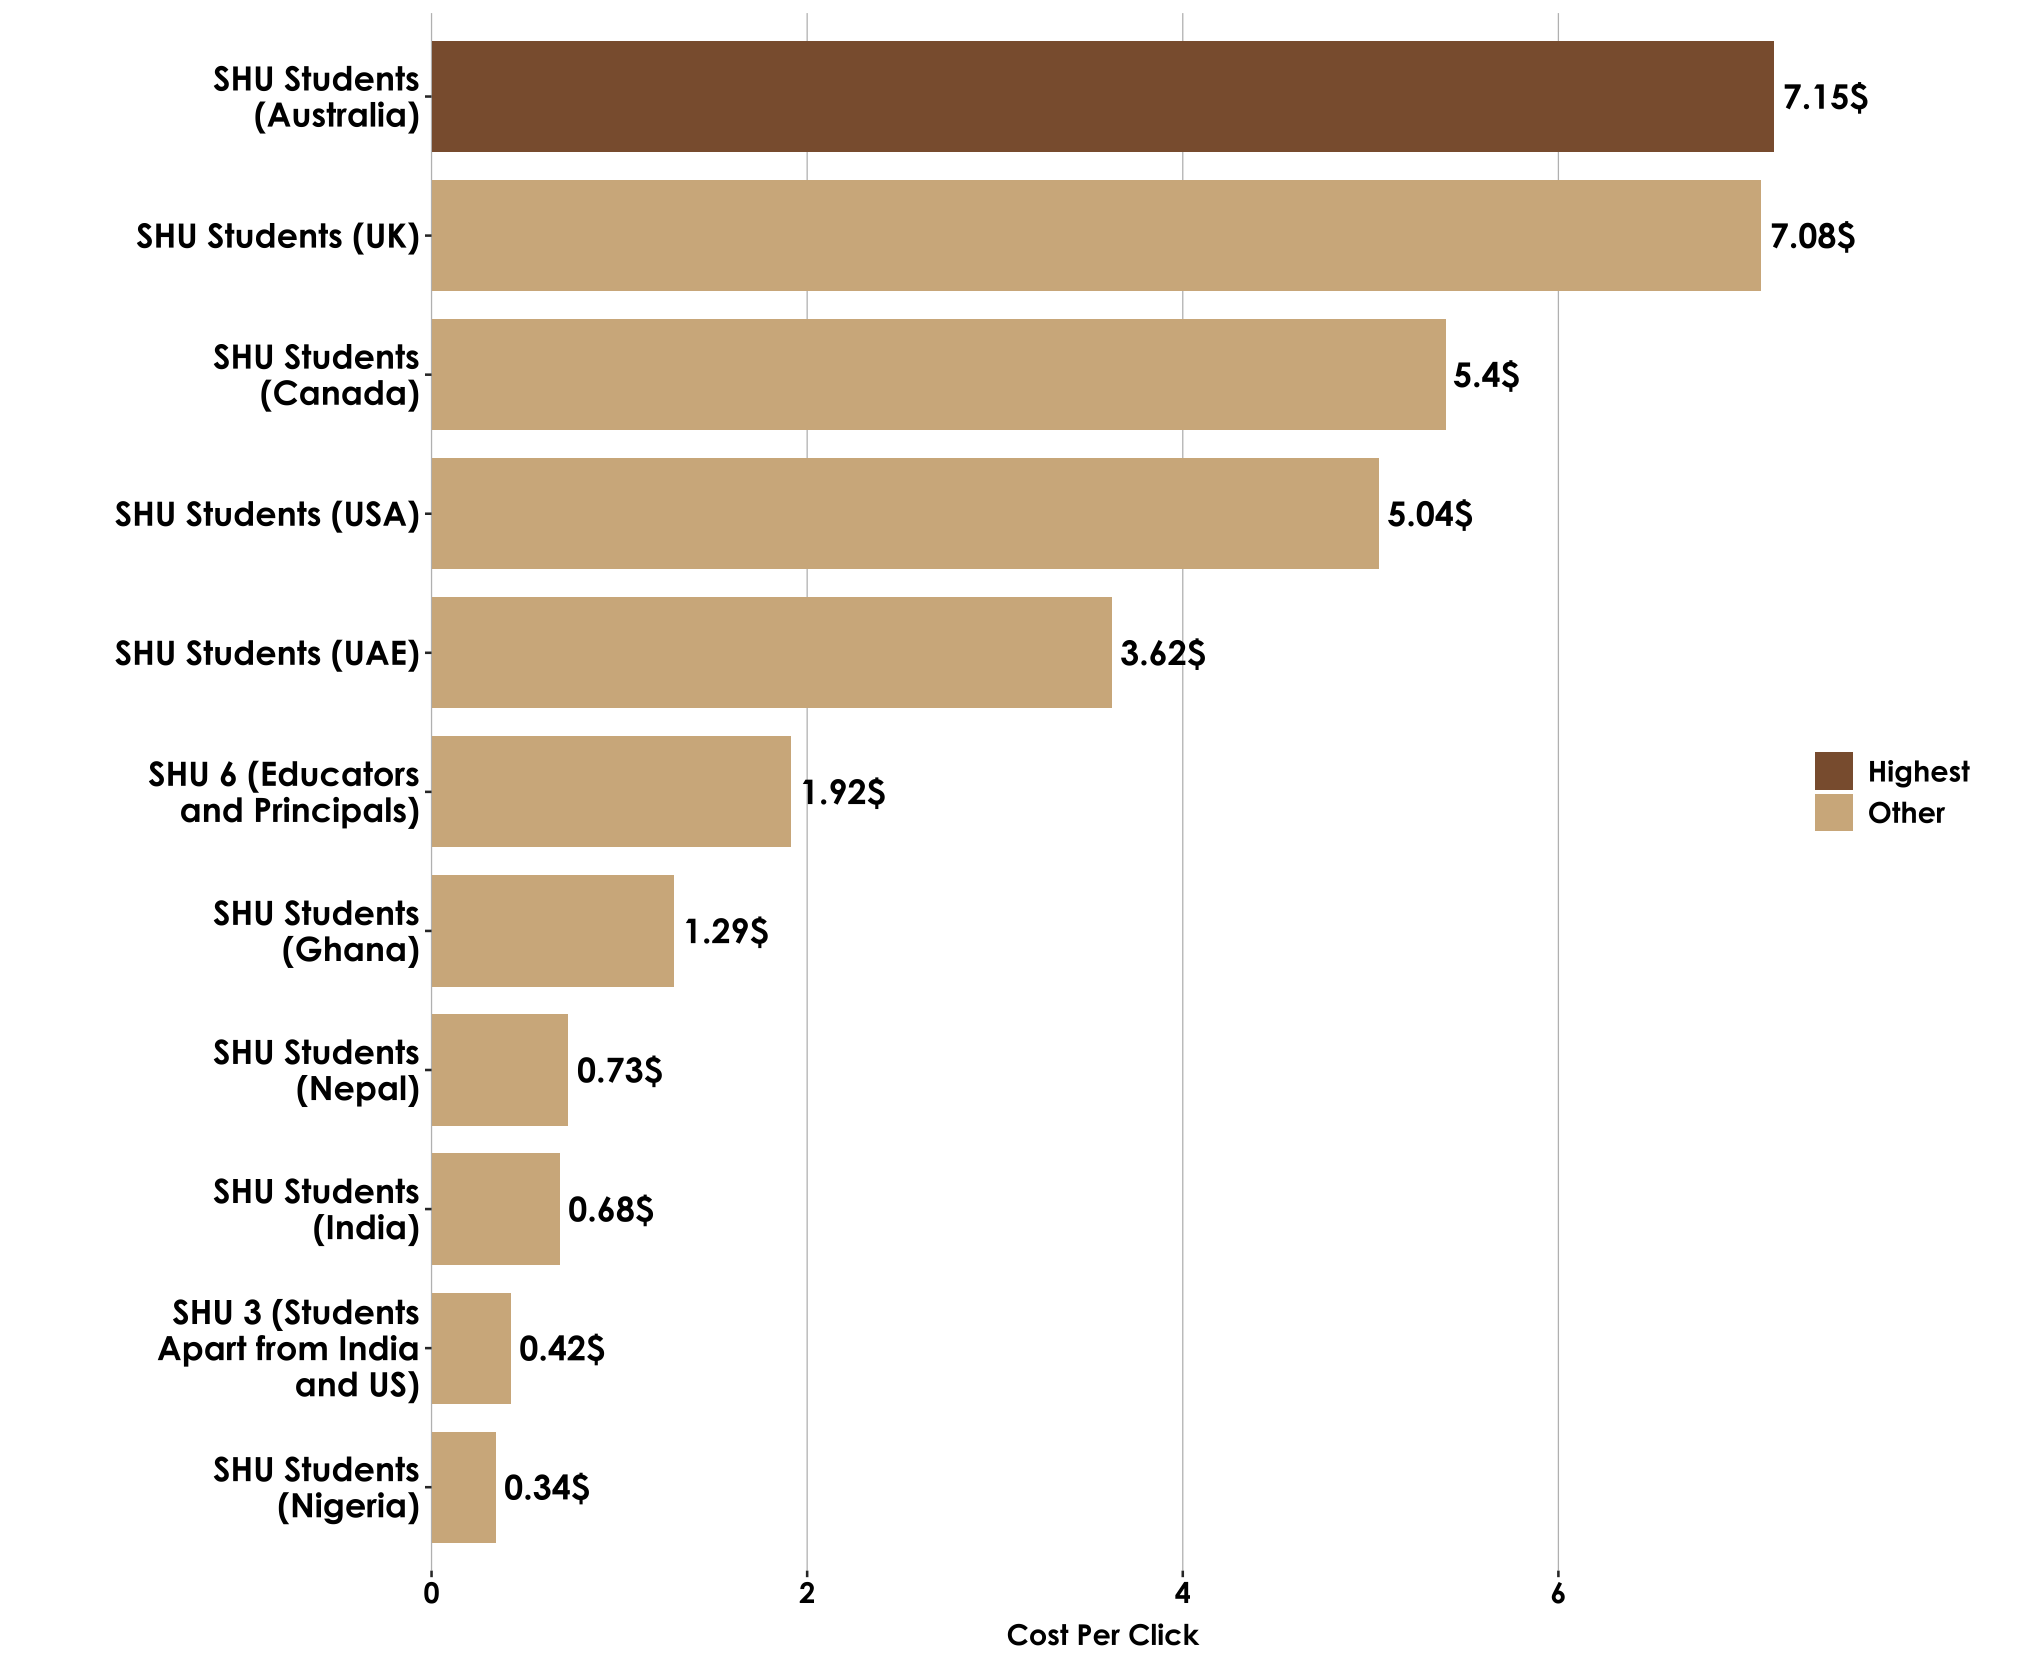 SHU Students
(Australia)
7.15$
SHU Students (UK)
7.08$
SHU Students
(Canada)
5.4$
SHU Students (USA)
5.04$
SHU Students (UAE)
3.62$
SHU 6 (Educators
and Principals)
1.92$
SHU Students
(Ghana)
1.29$
SHU Students
(Nepal)
0.73$
SHU Students
(India)
0.68$
SHU 3 (Students
Apart from India
and US)
0.42$
SHU Students
(Nigeria)
0.34$
0 2 4 6
Cost Per Click
Highest
Other